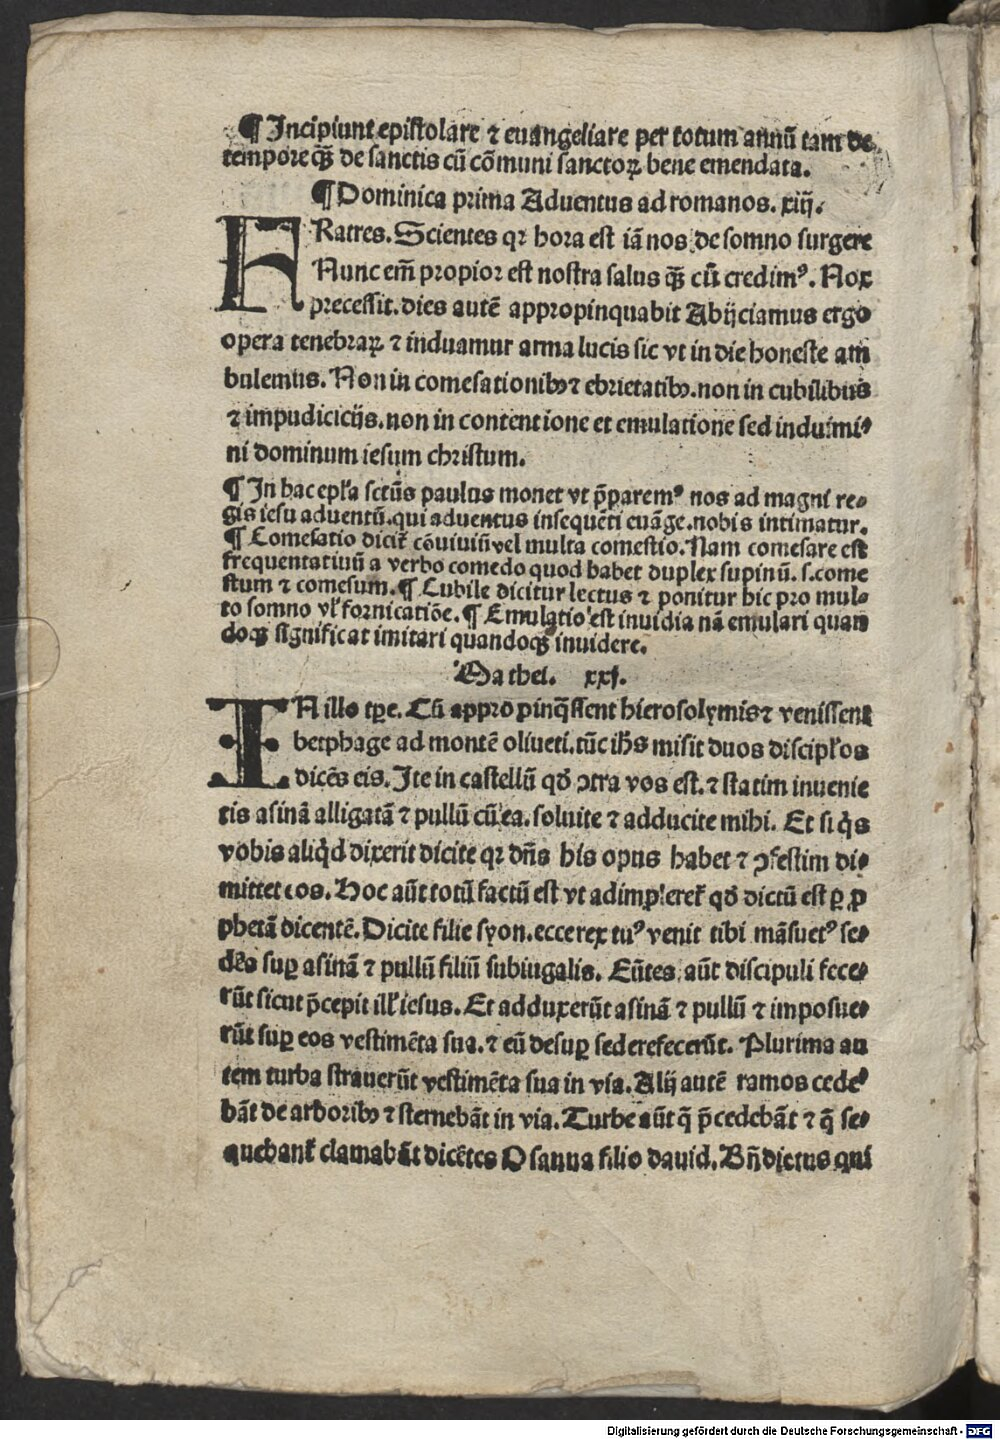 ¶ Incipiunt epistolare ⁊ euangeliare per totum annū tam de
tempore q̄ꝫ de sanctis cū cōmuni sanctoꝝ bene emendata.
¶ Dominica prima Aduentus ad romanos. xiij.
FRatres. Scientes qꝛ hora est iā nos de somno surgere
Nunc em̄ propior est nostra salus q̄ꝫ cū credimꝰ. Nox
precessit. dies autē appropinquabit Abijciamus ergo
opera tenebraꝝ ⁊ induamur arma lucis sic vt in die honeste am
bulemus. Non in comesationibꝫ ⁊ ebrietatibꝫ. non in cubilibus
⁊ impudicicijs. non in contentione et emulatione sed induimi⸗
ni dominum iesum christum.
¶ In hac epl'a sctūs paulus monet vt p̄paremꝰ nos ad magni re⸗
gis iesu aduentū. qui aduentus insequēti euāge. nobis intimatur.
¶ Comesatio dicit᷑ cōuiuiū vel multa comestio. Nam comesare est
frequentatiuū a verbo comedo quod habet duplex supinū. s. come
stum ⁊ comesum. ¶ Cubile dicitur lectus ⁊ ponitur hic pro mul⸗
to somno vl' fornicatiōe. ¶ Emulatio est inuidia nā emulari quan
doqꝫ significat imitari quandoqꝫ inuidere.
Mathei. xxj.
IN illo tꝑe. Cū appropinq̄ssent hierosolymis ⁊ venissent
betphage ad montē oliueti. tūc ihs̄ misit duos discipl'os
dicēs eis. Ite in castellū qd̄ ꝯtra vos est. ⁊ statim inuenie
tis asinā alligatā ⁊ pullū cū ea. soluite ⁊ adducite mihi. Et si q̇s
vobis aliq̇d dixerit dicite qꝛ dn̄s his opus habet ⁊ ꝯfestim di⸗
mittet eos. Hoc aūt totū factū est vt adimpleret᷑ qd̄ dictū est ꝑ ꝓ
phetā dicentē. Dicite filie syon. ecce rex tuꝰ venit tibi māsuetꝰ se⸗
dēs suꝑ asinā ⁊ pullū filiū subiugalis. Eūtes aūt discipuli fece⸗
rūt sicut p̄cepit ill' iesus. Et adduxerūt asinā ⁊ pullū ⁊ imposue⸗
rūt suꝑ eos vestimēta sua. ⁊ eū desuꝑ sedere fecerūt. Plurima au
tem turba strauerūt vestimēta sua in via. Alij autē ramos cede⸗
bāt de arboribꝫ ⁊ sternebāt in via. Turbe aūt q̄ p̄cedebāt ⁊ q̄ se⸗
quebant᷑ clamabāt dicētes Osanna filio dauid. Bn̄dictus qui
Digitalisierung gefördert durch die Deutsche Forschungsgemeinschaft - DFG